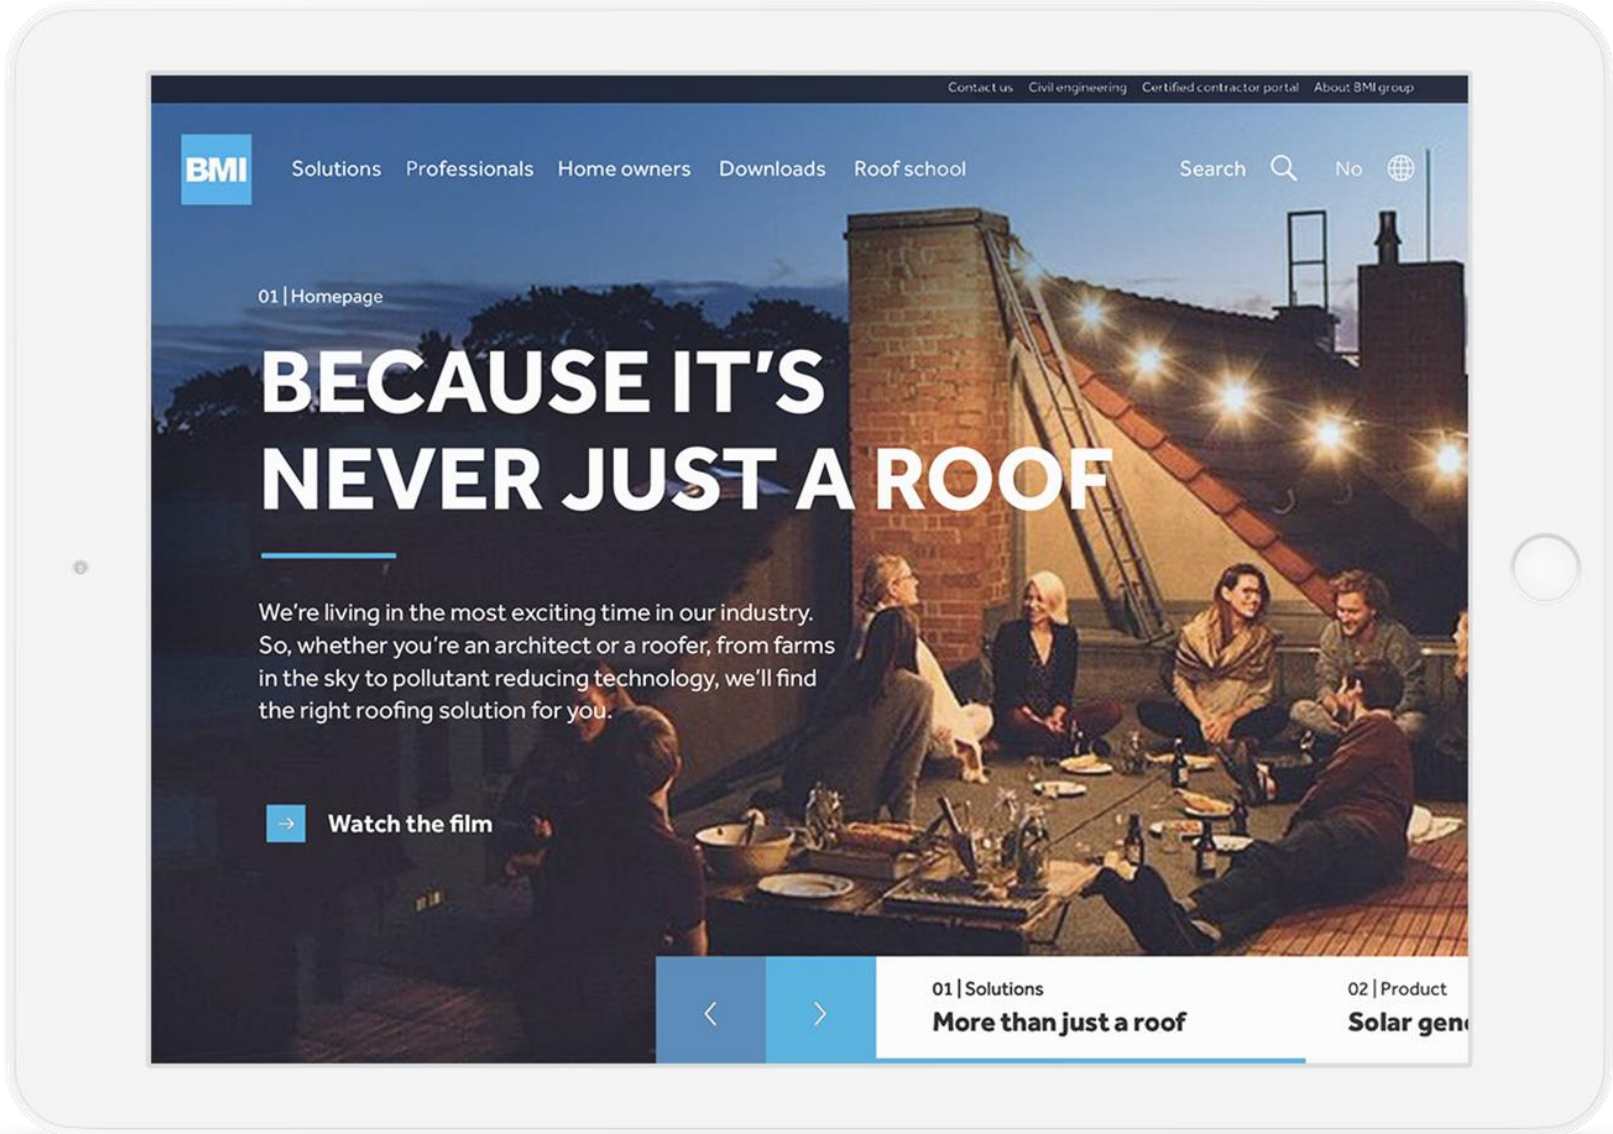 Contact us Civil engineering Certified contractor portal About BMI group
BMI Solutions Professionals Home owners Downloads Roof school Search No
01 | Homepage
BECAUSE IT'S
NEVER JUST A ROOF
We're living in the most exciting time in our industry.
So, whether you're an architect or a roofer, from farms
in the sky to pollutant reducing technology, we'll find
the right roofing solution for you.
Watch the film
01 | Solutions
More than just a roof
02 | Product
Solar gen